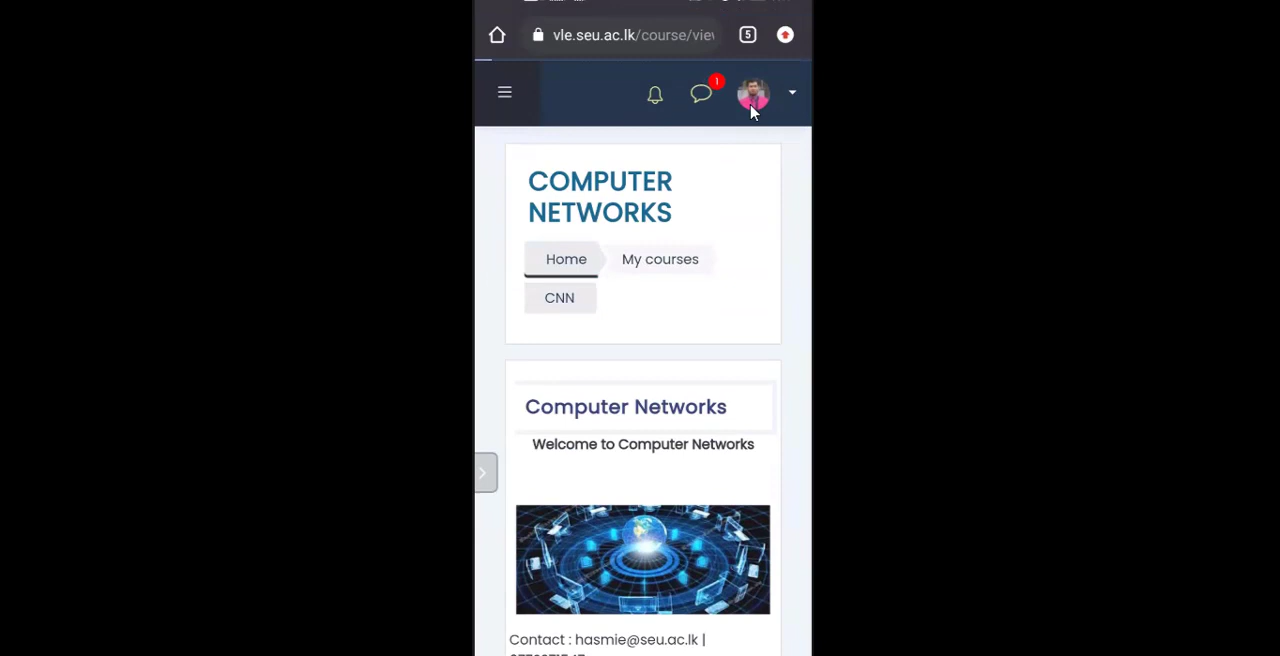 vle.seu.ac.lk/course/view
5
1
COMPUTER
NETWORKS
Home
My courses
CNN
Computer Networks
Welcome to Computer Networks
Contact : hasmie@seu.ac.lk |